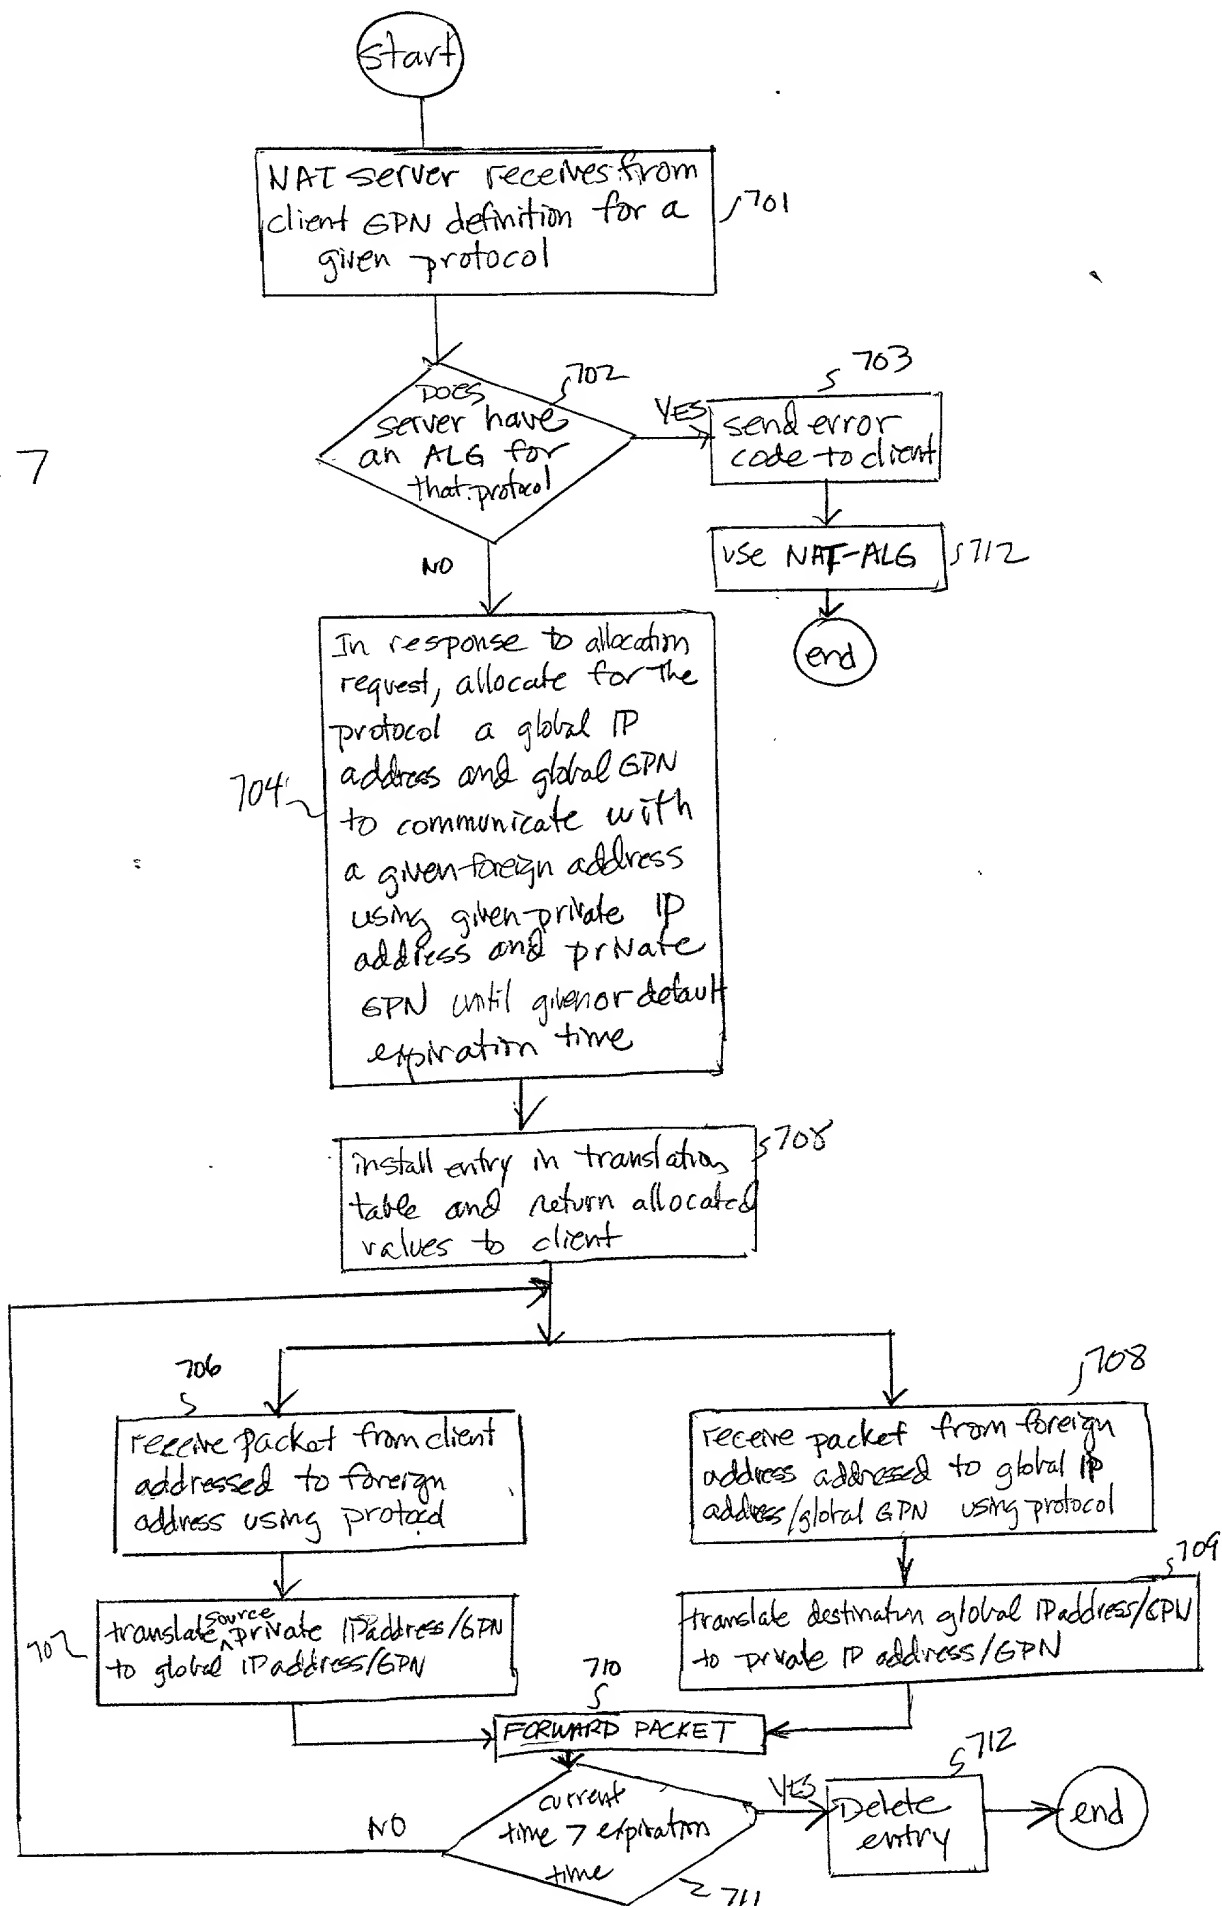 start
NAT server receives from
client GPN definition for a
given protocol
701
702
DOES
server have
an ALG for
that protocol
YES
703
send error
code to client
7
use NAT-ALG
712
NO
end
In response to allocation
request, allocate for the
protocol a global IP
address and global GPN
to communicate with
a given foreign address
using given private IP
address and private
GPN until given or default
expiration time
704
install entry in translation
table and return allocated
values to client
705
706
receive packet from client
addressed to foreign
address using protocol
708
receive packet from foreign
address addressed to global IP
address/global GPN using protocol
707
translate source private IP address/GPN
to global IP address/GPN
709
translate destination global IP address/GPN
to private IP address/GPN
710
FORWARD PACKET
current
time > expiration
time
711
NO
YES
712
Delete
entry
end